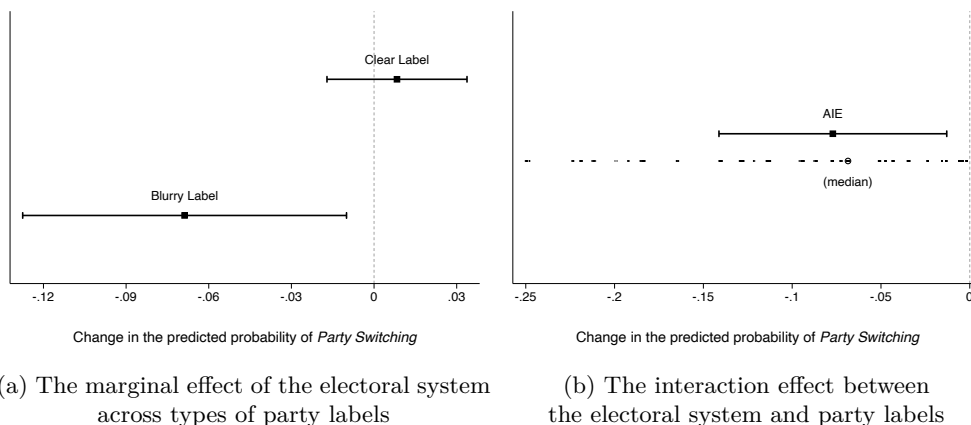 Clear Label
Blurry Label
-.12 -.09 -.06 -.03 0 .03
Change in the predicted probability of Party Switching
(a) The marginal effect of the electoral system
across types of party labels
AIE
(median)
-.25 -.2 -.15 -.1 -.05 0
Change in the predicted probability of Party Switching
(b) The interaction effect between
the electoral system and party labels